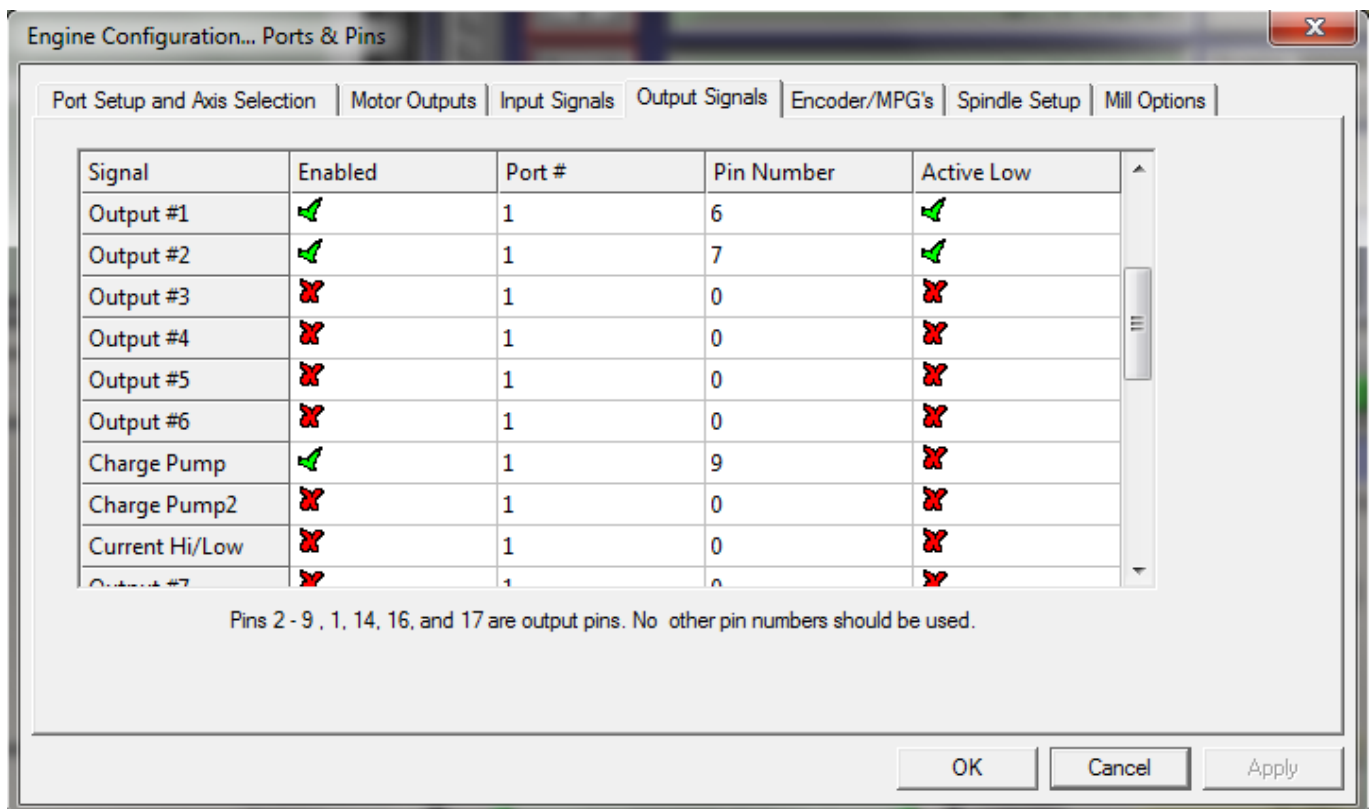 Engine Configuration... Ports & Pins
Port Setup and Axis Selection Motor Outputs Input Signals Output Signals Encoder/MPG's Spindle Setup Mill Options
Signal Enabled Port # Pin Number Active Low
Output #1 1 6
Output #2 1 7
Output #3 1 0
Output #4 1 0
Output #5 1 0
Output #6 1 0
Charge Pump 1 9
Charge Pump2 1 0
Current Hi/Low 1 0
Output #7 1 0
Pins 2 - 9 , 1, 14, 16, and 17 are output pins. No other pin numbers should be used.
OK Cancel Apply